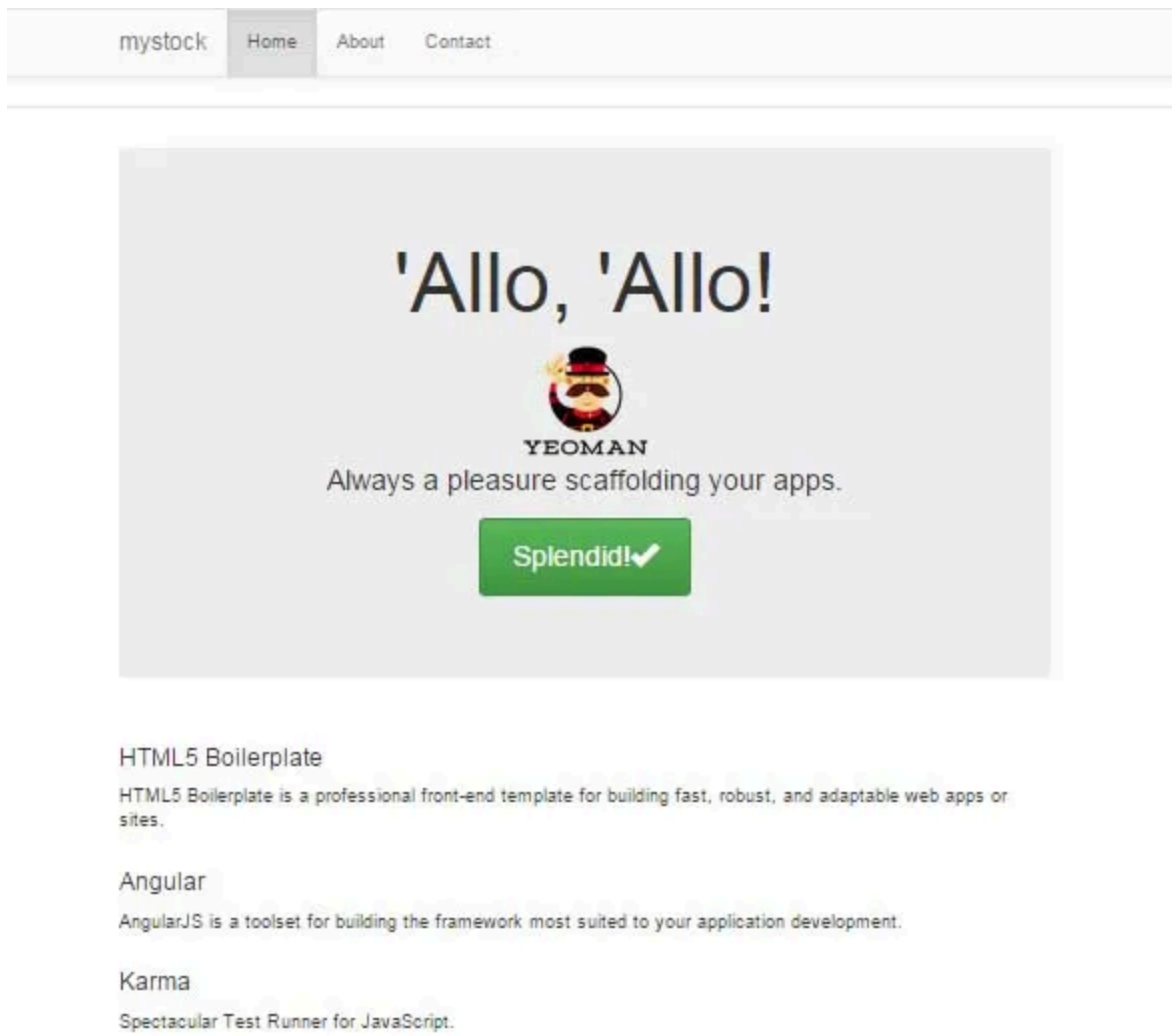 mystock Home About Contact
'Allo, 'Allo!
YEOMAN
Always a pleasure scaffolding your apps.
Splendid!
HTML5 Boilerplate
HTML5 Boilerplate is a professional front-end template for building fast, robust, and adaptable web apps or
sites.
Angular
AngularJS is a toolset for building the framework most suited to your application development.
Karma
Spectacular Test Runner for JavaScript.